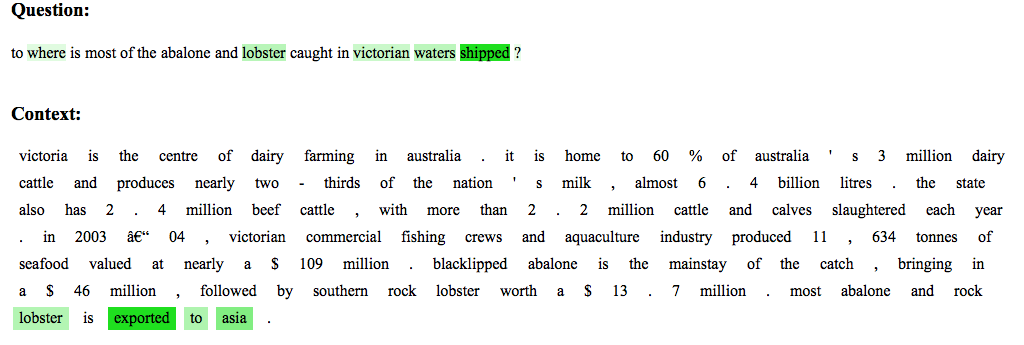 Question:
to where is most of the abalone and lobster caught in victorian waters shipped ?
Context:
victoria is the centre of dairy farming in australia . it is home to 60 % of australia ' s 3 million dairy
cattle and produces nearly two - thirds of the nation ' s milk , almost 6 . 4 billion litres . the state
also has 2 . 4 million beef cattle , with more than 2 . 2 million cattle and calves slaughtered each year
. in 2003 â€“ 04 , victorian commercial fishing crews and aquaculture industry produced 11 , 634 tonnes of
seafood valued at nearly a $ 109 million . blacklipped abalone is the mainstay of the catch , bringing in
a $ 46 million , followed by southern rock lobster worth a $ 13 . 7 million . most abalone and rock
lobster is exported to asia .